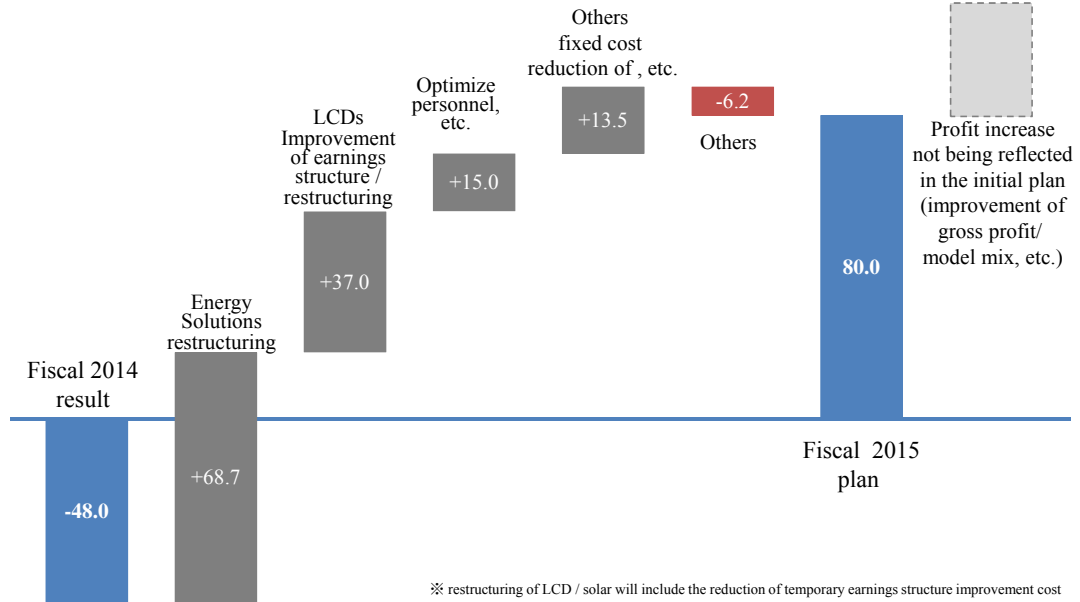 Fiscal 2014
result
-48.0
Energy
Solutions
restructuring
+68.7
LCDs
Improvement
of earnings
structure /
restructuring
+37.0
Optimize
personnel,
etc.
+15.0
Others
fixed cost
reduction of , etc.
+13.5
-6.2
Others
80.0
Fiscal 2015
plan
Profit increase
not being reflected
in the initial plan
(improvement of
gross profit/
model mix, etc.)
※ restructuring of LCD / solar will include the reduction of temporary earnings structure improvement cost